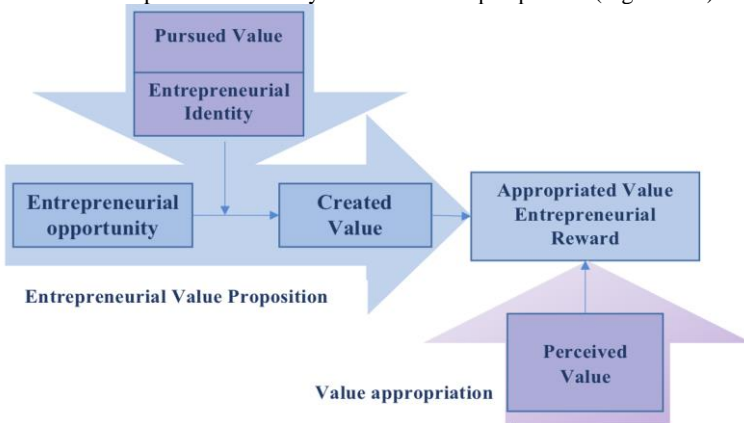 Pursued Value
Entrepreneurial
Identity
Entrepreneurial
opportunity
Created
Value
Appropriated Value
Entrepreneurial
Reward
Entrepreneurial Value Proposition
Perceived
Value
Value appropriation